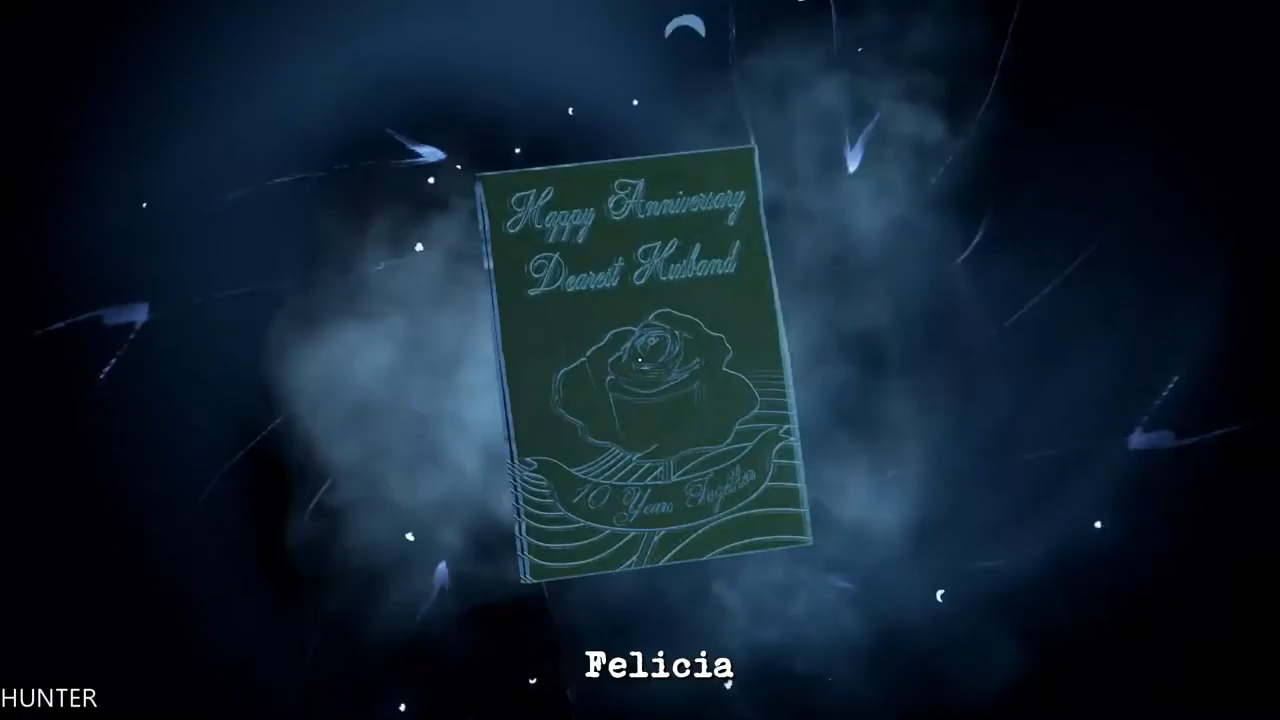 Happy Anniversary
Dearest Husband
10 Years Together
Felicia
HUNTER